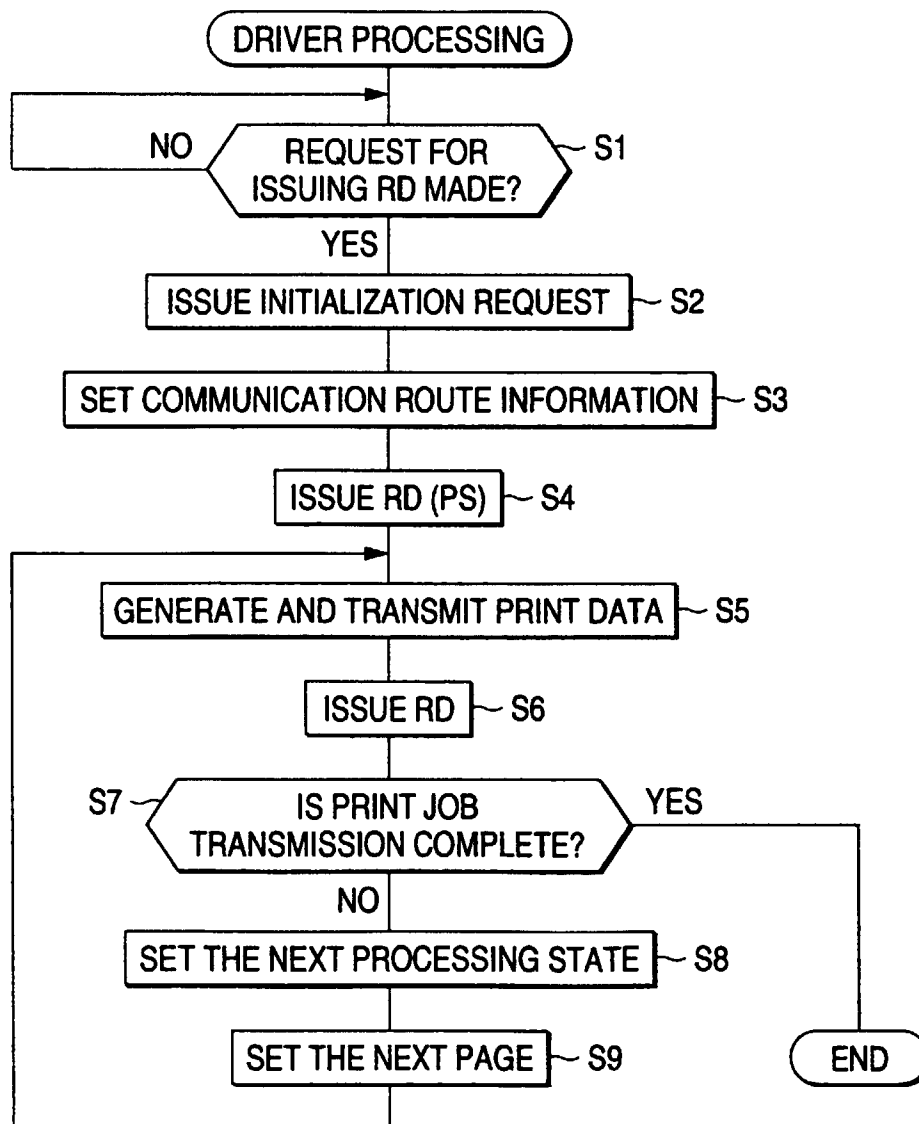 DRIVER PROCESSING
NO
REQUEST FOR
ISSUING RD MADE?
S1
YES
ISSUE INITIALIZATION REQUEST
S2
SET COMMUNICATION ROUTE INFORMATION
S3
ISSUE RD (PS)
S4
GENERATE AND TRANSMIT PRINT DATA
S5
ISSUE RD
S6
S7
IS PRINT JOB
TRANSMISSION COMPLETE?
YES
NO
SET THE NEXT PROCESSING STATE
S8
SET THE NEXT PAGE
S9
END